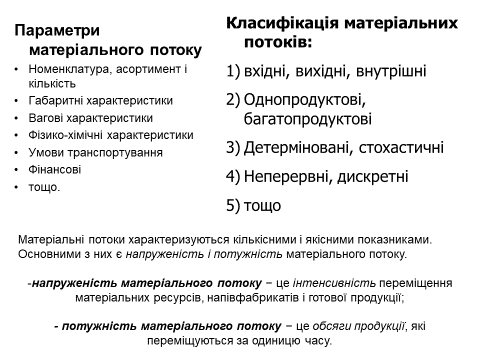 Параметри
матеріального потоку
• Номенклатура, асортимент і
кількість
• Габаритні характеристики
• Вагові характеристики
• Фізико-хімічні характеристики
• Умови транспортування
• Фінансові
• тощо.
Класифікація матеріальних
потоків:
1) вхідні, вихідні, внутрішні
2) Однопродуктові,
багатопродуктові
3) Детерміновані, стохастичні
4) Неперервні, дискретні
5) тощо
Матеріальні потоки характеризуються кількісними і якісними показниками.
Основними з них є напруженість і потужність матеріального потоку.
-напруженість матеріального потоку – це інтенсивність переміщення
матеріальних ресурсів, напівфабрикатів і готової продукції;
- потужність матеріального потоку – це обсяги продукції, які
переміщуються за одиницю часу.